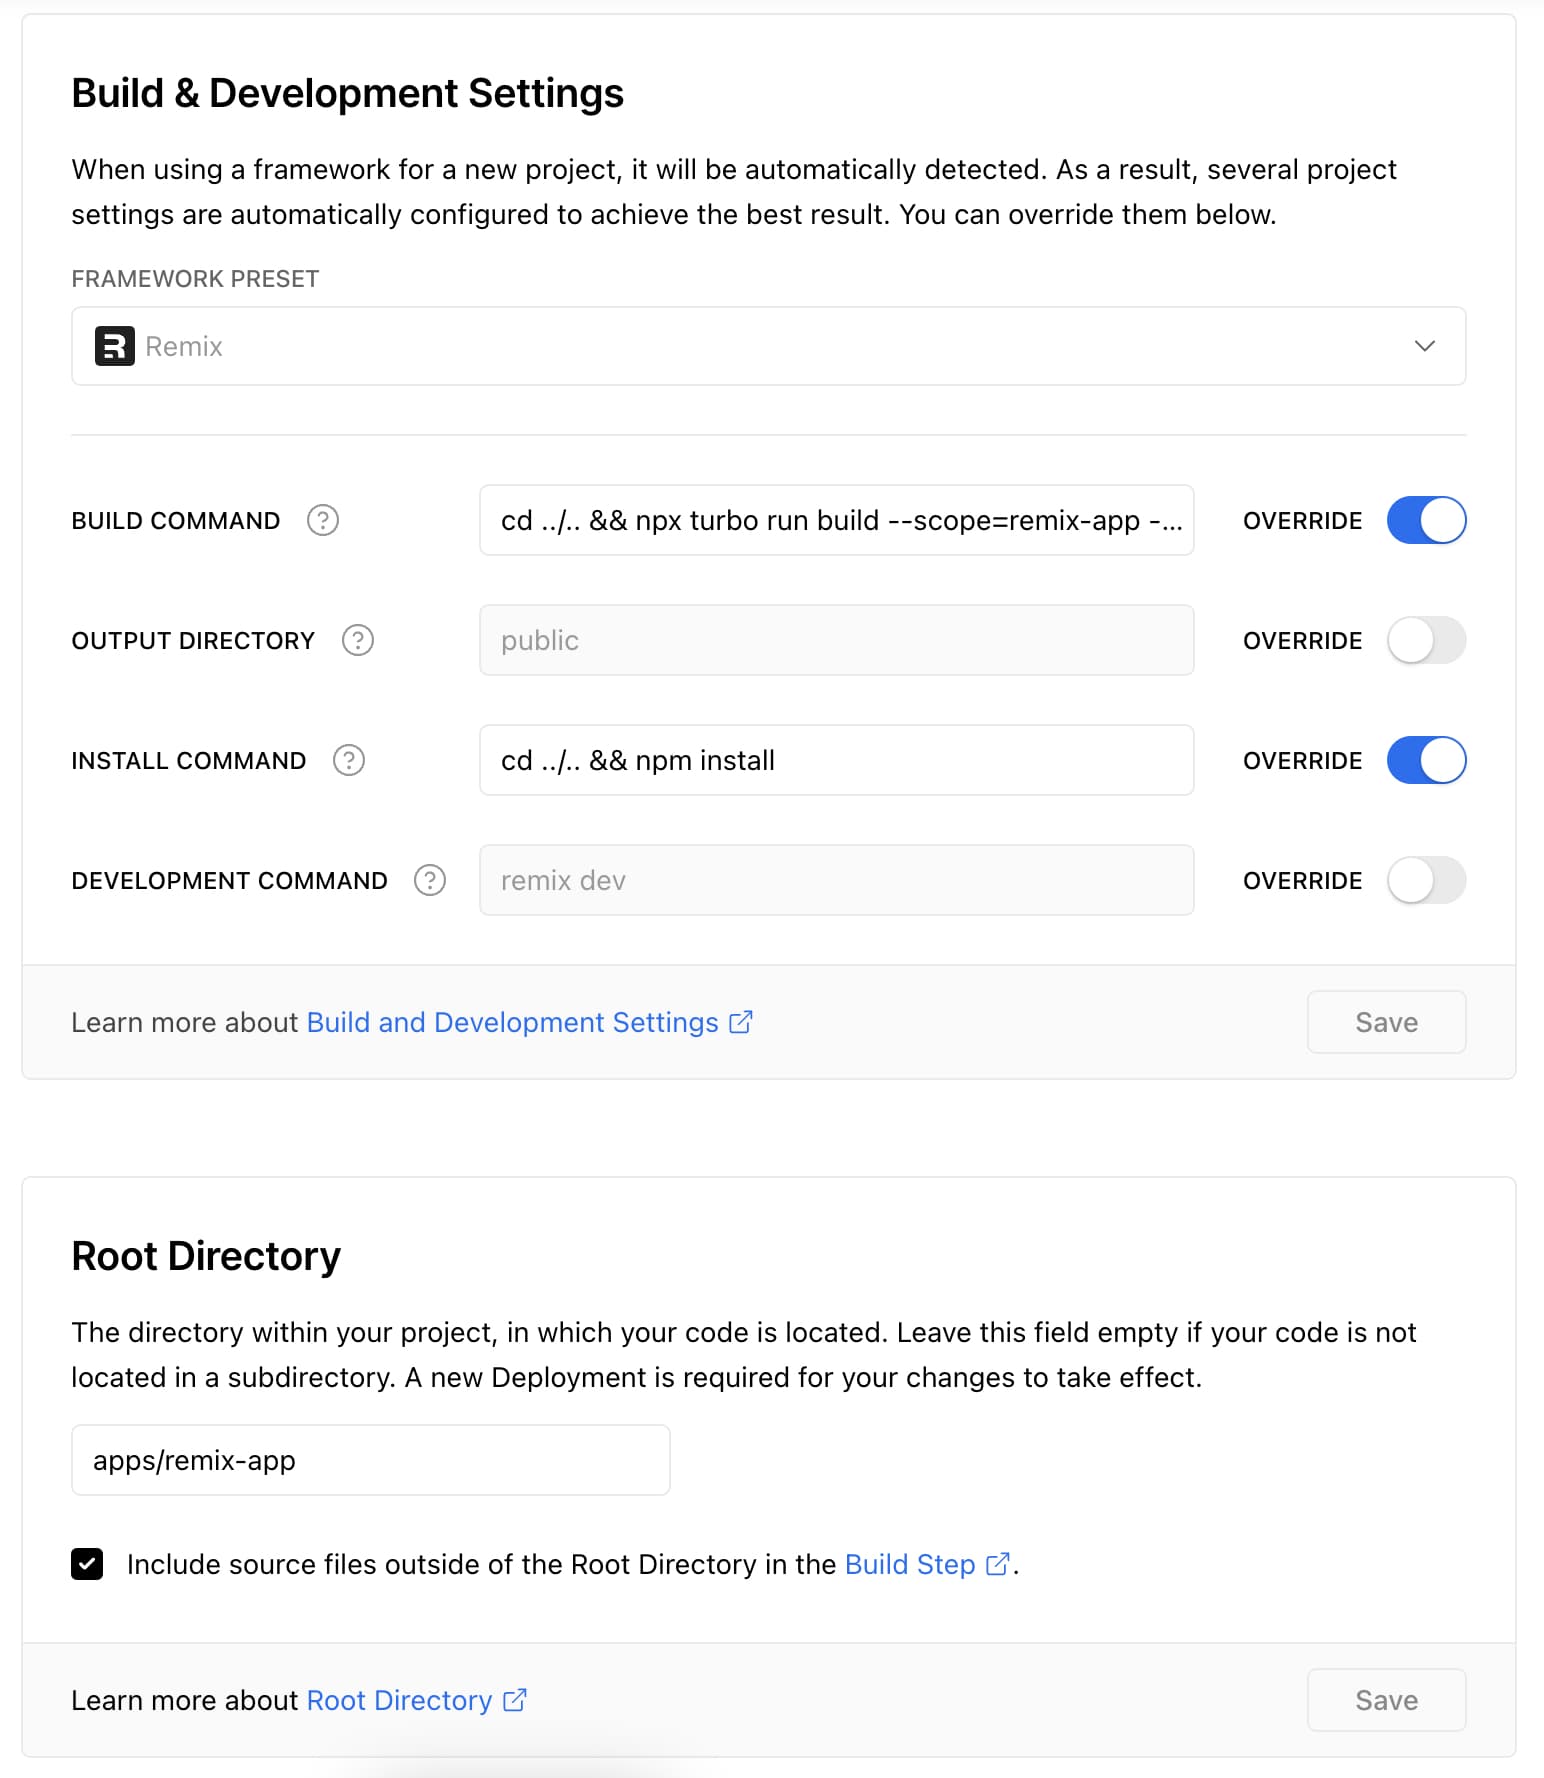 Build & Development Settings
When using a framework for a new project, it will be automatically detected. As a result, several project
settings are automatically configured to achieve the best result. You can override them below.
FRAMEWORK PRESET
Remix
BUILD COMMAND ? cd ../.. && npx turbo run build --scope=remix-app -... OVERRIDE
OUTPUT DIRECTORY ? public OVERRIDE
INSTALL COMMAND ? cd ../.. && npm install OVERRIDE
DEVELOPMENT COMMAND ? remix dev OVERRIDE
Learn more about Build and Development Settings Save
Root Directory
The directory within your project, in which your code is located. Leave this field empty if your code is not
located in a subdirectory. A new Deployment is required for your changes to take effect.
apps/remix-app
Include source files outside of the Root Directory in the Build Step .
Learn more about Root Directory Save